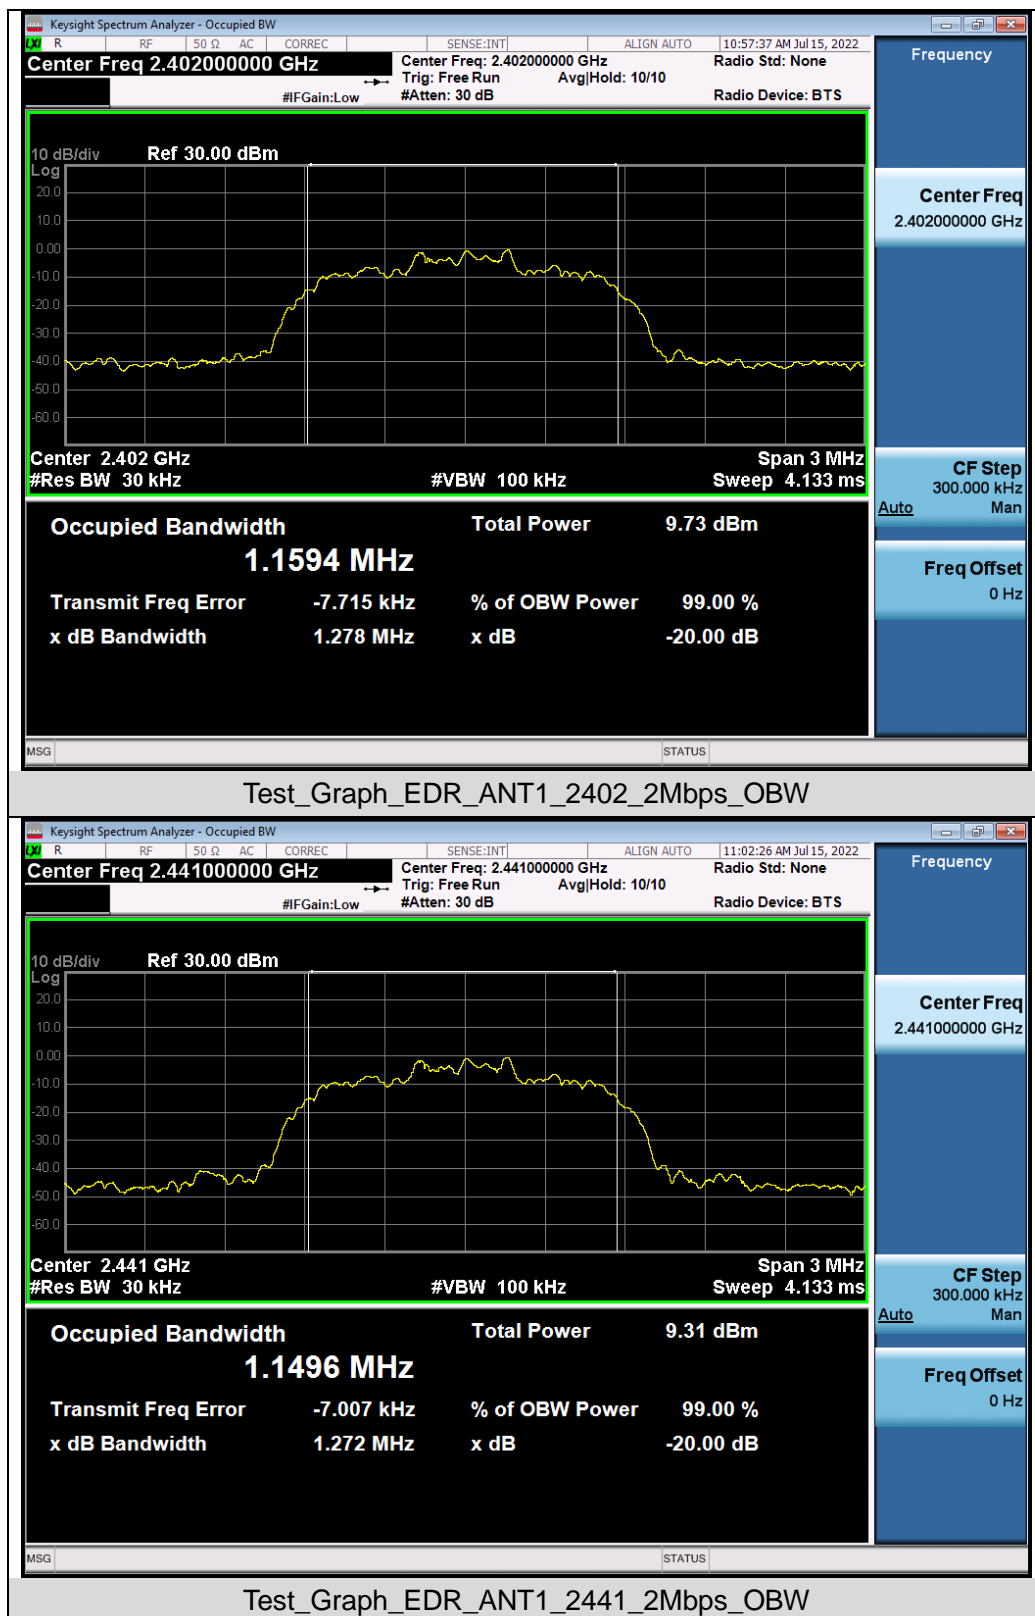 Keysight Spectrum Analyzer - Occupied BW
LXI R RF 50 Ω AC CORREC SENSE:INT ALIGN AUTO 10:57:37 AM Jul 15, 2022
Center Freq 2.402000000 GHz
Center Freq: 2.402000000 GHz
Radio Std: None
Trig: Free Run Avg|Hold: 10/10
#IFGain:Low
#Atten: 30 dB
Radio Device: BTS
Frequency
10 dB/div Ref 30.00 dBm
Log
20.0
10.0
0.00
-10.0
-20.0
-30.0
-40.0
-50.0
-60.0
Center 2.402 GHz Span 3 MHz
#Res BW 30 kHz #VBW 100 kHz Sweep 4.133 ms
Center Freq
2.402000000 GHz
CF Step
300.000 kHz
Auto Man
Freq Offset
0 Hz
Occupied Bandwidth Total Power 9.73 dBm
1.1594 MHz
Transmit Freq Error -7.715 kHz % of OBW Power 99.00 %
x dB Bandwidth 1.278 MHz x dB -20.00 dB
MSG STATUS
Test_Graph_EDR_ANT1_2402_2Mbps_OBW
Keysight Spectrum Analyzer - Occupied BW
LXI R RF 50 Ω AC CORREC SENSE:INT ALIGN AUTO 11:02:26 AM Jul 15, 2022
Center Freq 2.441000000 GHz
Center Freq: 2.441000000 GHz
Radio Std: None
Trig: Free Run Avg|Hold: 10/10
#IFGain:Low
#Atten: 30 dB
Radio Device: BTS
Frequency
10 dB/div Ref 30.00 dBm
Log
20.0
10.0
0.00
-10.0
-20.0
-30.0
-40.0
-50.0
-60.0
Center 2.441 GHz Span 3 MHz
#Res BW 30 kHz #VBW 100 kHz Sweep 4.133 ms
Center Freq
2.441000000 GHz
CF Step
300.000 kHz
Auto Man
Freq Offset
0 Hz
Occupied Bandwidth Total Power 9.31 dBm
1.1496 MHz
Transmit Freq Error -7.007 kHz % of OBW Power 99.00 %
x dB Bandwidth 1.272 MHz x dB -20.00 dB
MSG STATUS
Test_Graph_EDR_ANT1_2441_2Mbps_OBW